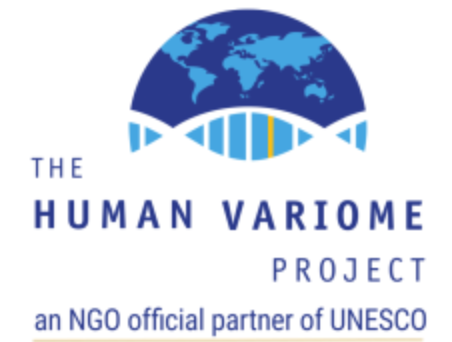 THE
HUMAN VARIOME
PROJECT
an NGO official partner of UNESCO